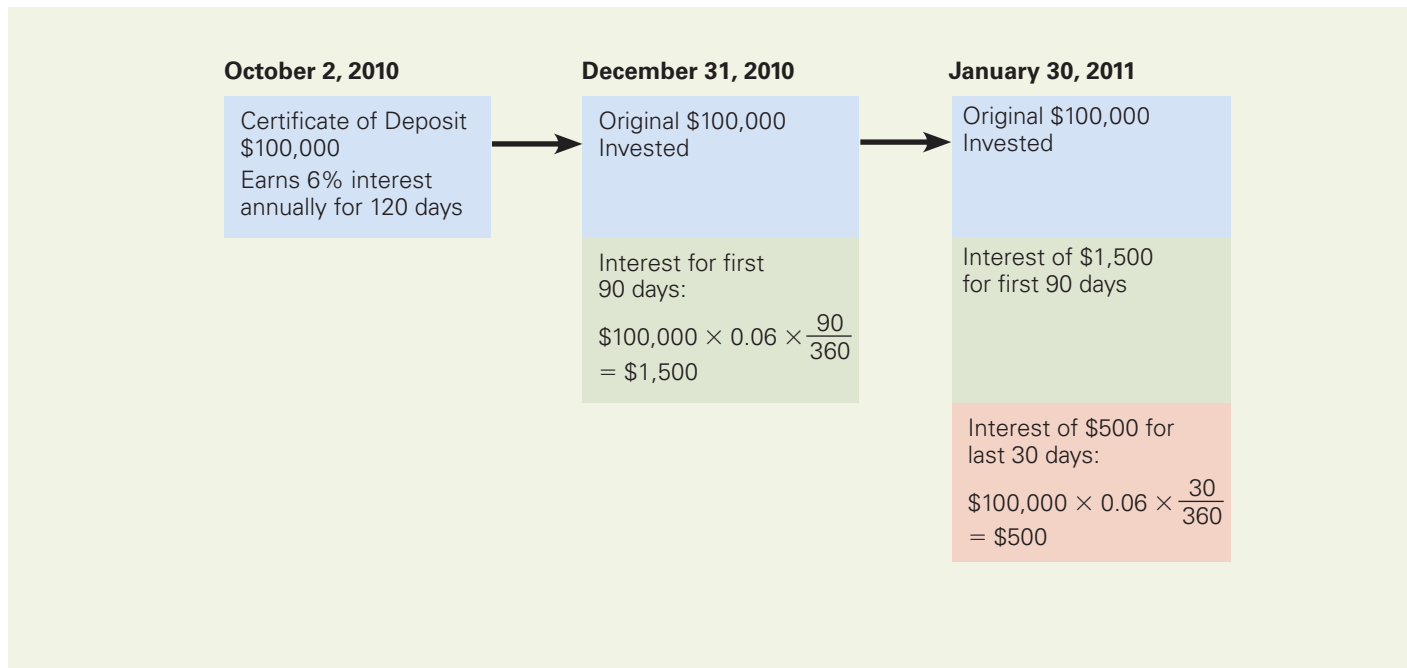 October 2, 2010
Certificate of Deposit
$100,000
Earns 6% interest
annually for 120 days
December 31, 2010
Original $100,000
Invested
Interest for first
90 days:
$100,000 × 0.06 × 90/360
= $1,500
January 30, 2011
Original $100,000
Invested
Interest of $1,500
for first 90 days
Interest of $500 for
last 30 days:
$100,000 × 0.06 × 30/360
= $500